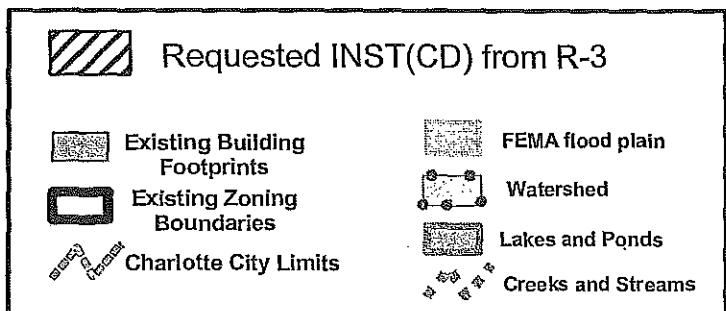 Requested INST(CD) from R-3
Existing Building
Footprints
Existing Zoning
Boundaries
Charlotte City Limits
FEMA flood plain
Watershed
Lakes and Ponds
Creeks and Streams